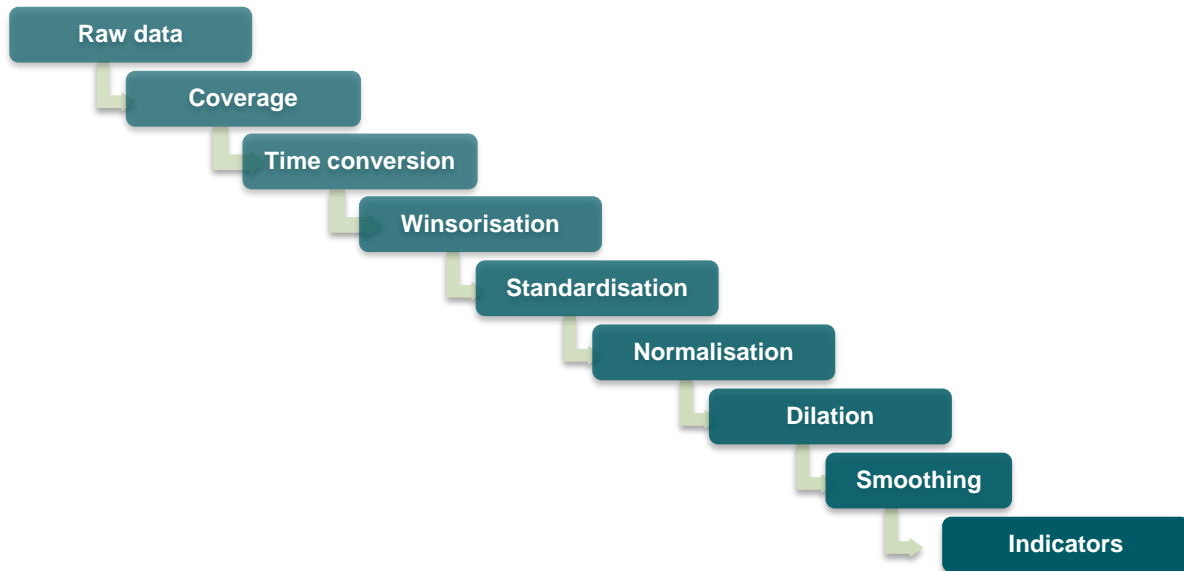 Raw data
Coverage
Time conversion
Winsorisation
Standardisation
Normalisation
Dilation
Smoothing
Indicators